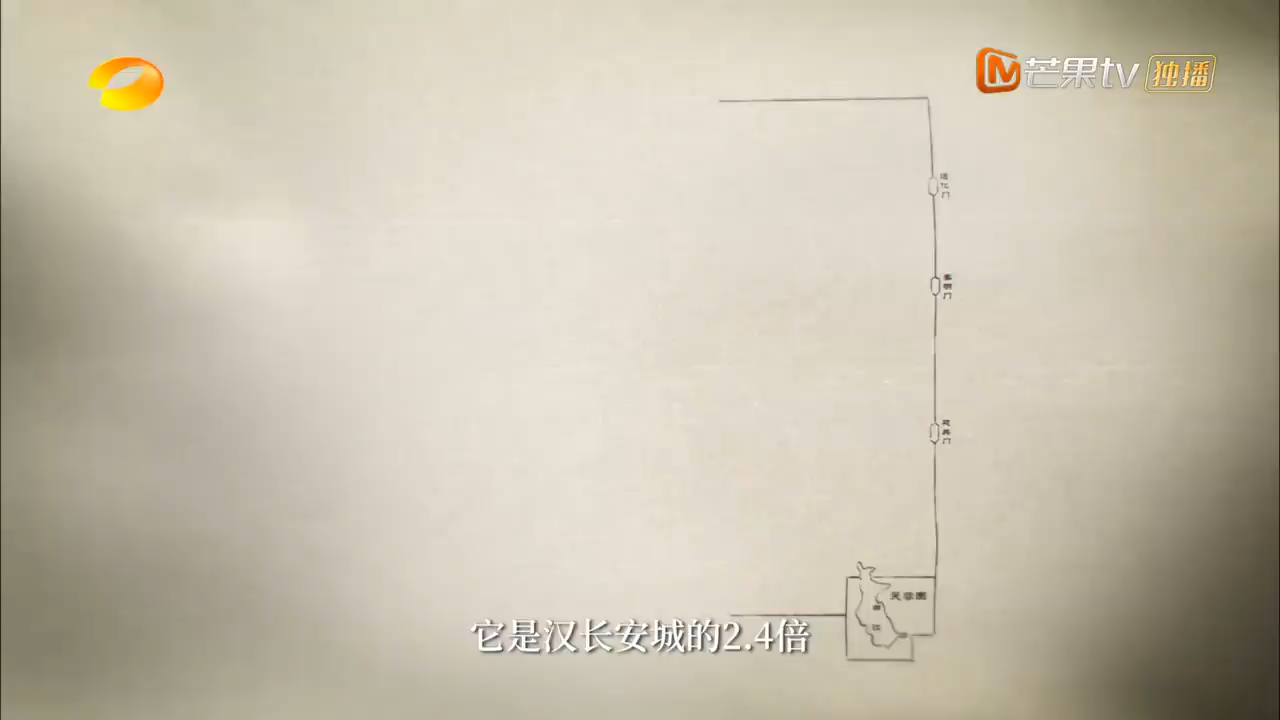 芒果tv 独播
通化门
春明门
延兴门
芙蓉园
曲江
它是汉长安城的2.4倍